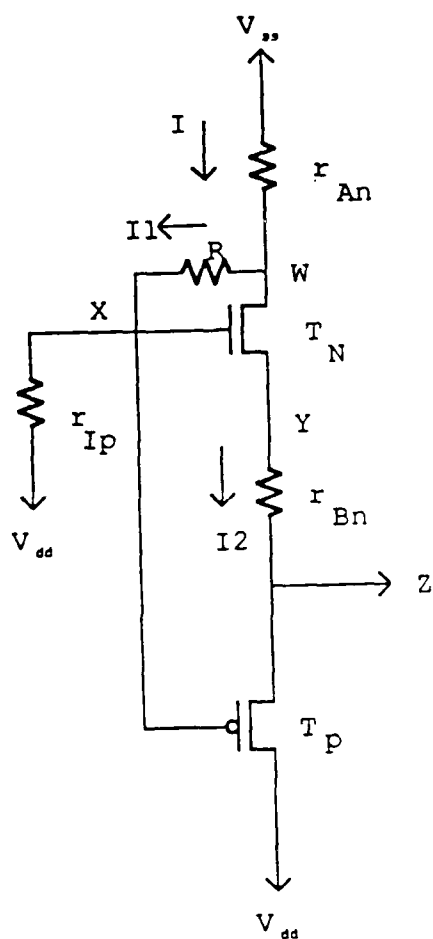 V_ss
I
r_An
I1
R
W
X
T_N
r_Ip
Y
r_Bn
V_dd
I2
Z
T_p
V_dd